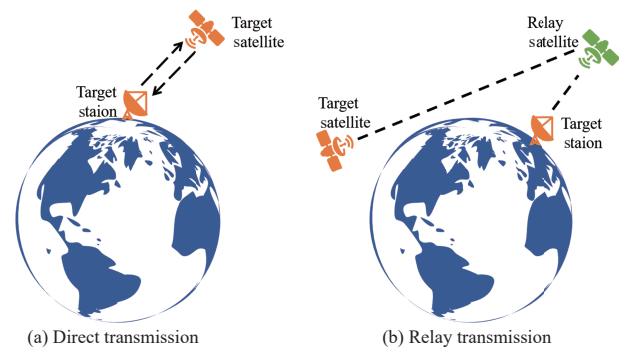 Target
satellite
Target
staion
(a) Direct transmission
Relay
satellite
Target
satellite
Target
staion
(b) Relay transmission